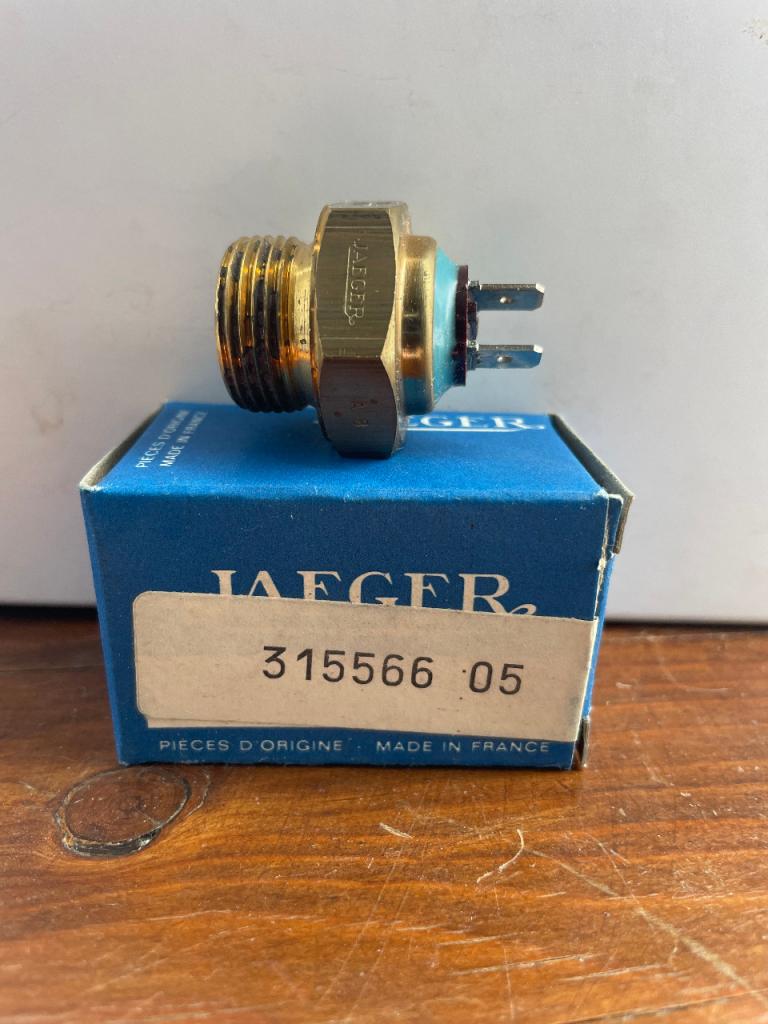 JAEGER
PIECES D'ORIGINE
MADE IN FRANCE
JAEGER
JAEGER
315566 05
PIECES D'ORIGINE · MADE IN FRANCE